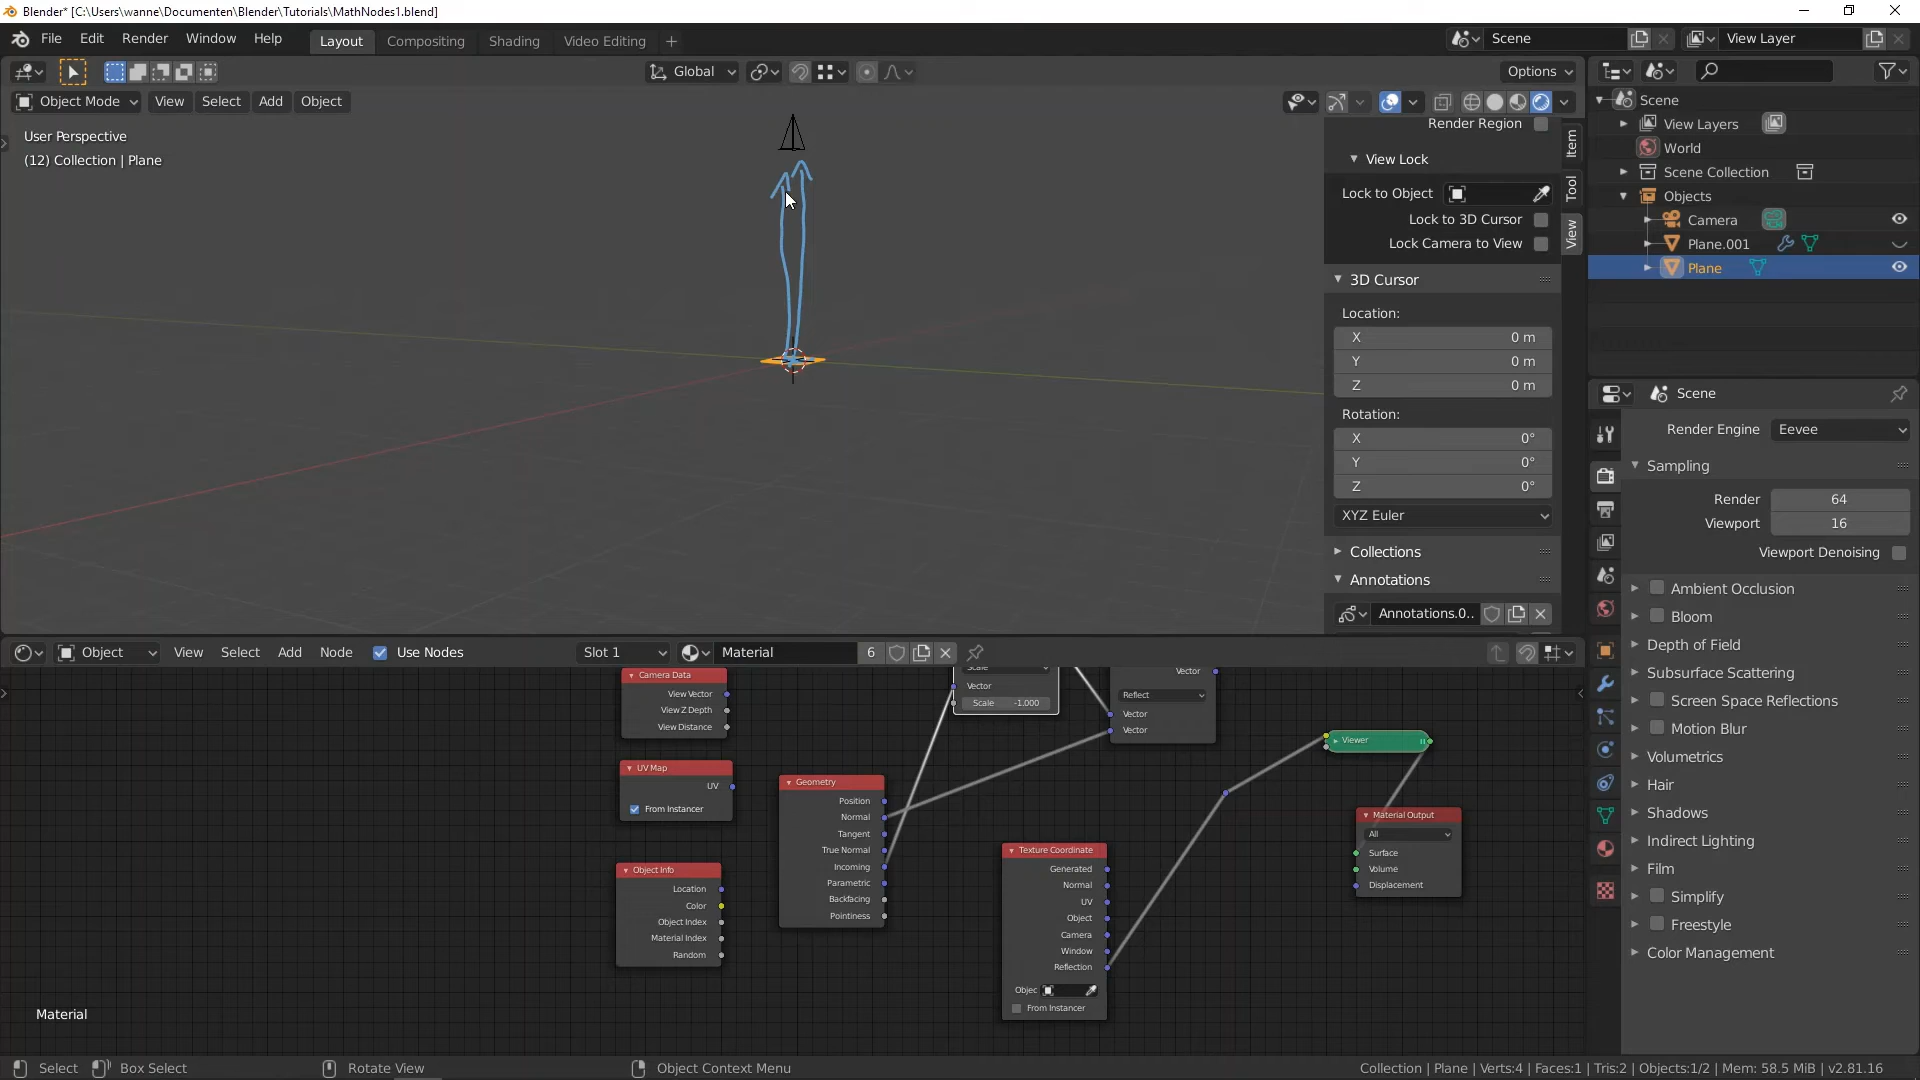 Blender* [C:\Users\wanne\Documenten\Blender\Tutorials\MathNodes1.blend]
File Edit Render Window Help Layout Compositing Shading Video Editing + Scene View Layer
Global Options
Object Mode View Select Add Object
User Perspective
(12) Collection | Plane
Render Region
View Lock
Lock to Object
Lock to 3D Cursor
Lock Camera to View
3D Cursor
Location:
X 0 m
Y 0 m
Z 0 m
Rotation:
X 0°
Y 0°
Z 0°
XYZ Euler
Collections
Annotations
Annotations.0..
Item
Tool
View
Scene
View Layers
World
Scene Collection
Objects
Camera
Plane.001
Plane
Scene
Render Engine Eevee
Sampling
Render 64
Viewport 16
Viewport Denoising
Ambient Occlusion
Bloom
Depth of Field
Subsurface Scattering
Screen Space Reflections
Motion Blur
Volumetrics
Hair
Shadows
Indirect Lighting
Film
Simplify
Freestyle
Color Management
Object View Select Add Node Use Nodes Slot 1 Material 6
Camera Data
View Vector
View Z Depth
View Distance
UV Map
UV
From Instancer
Object Info
Location
Color
Object Index
Material Index
Random
Geometry
Position
Normal
Tangent
True Normal
Incoming
Parametric
Backfacing
Pointiness
Scale
Vector
Scale -1.000
Vector
Reflect
Vector
Vector
Texture Coordinate
Generated
Normal
UV
Object
Camera
Window
Reflection
Objec
From Instancer
Viewer
Material Output
All
Surface
Volume
Displacement
Material
Select Box Select Rotate View Object Context Menu Collection | Plane | Verts:4 | Faces:1 | Tris:2 | Objects:1/2 | Mem: 58.5 MiB | v2.81.16